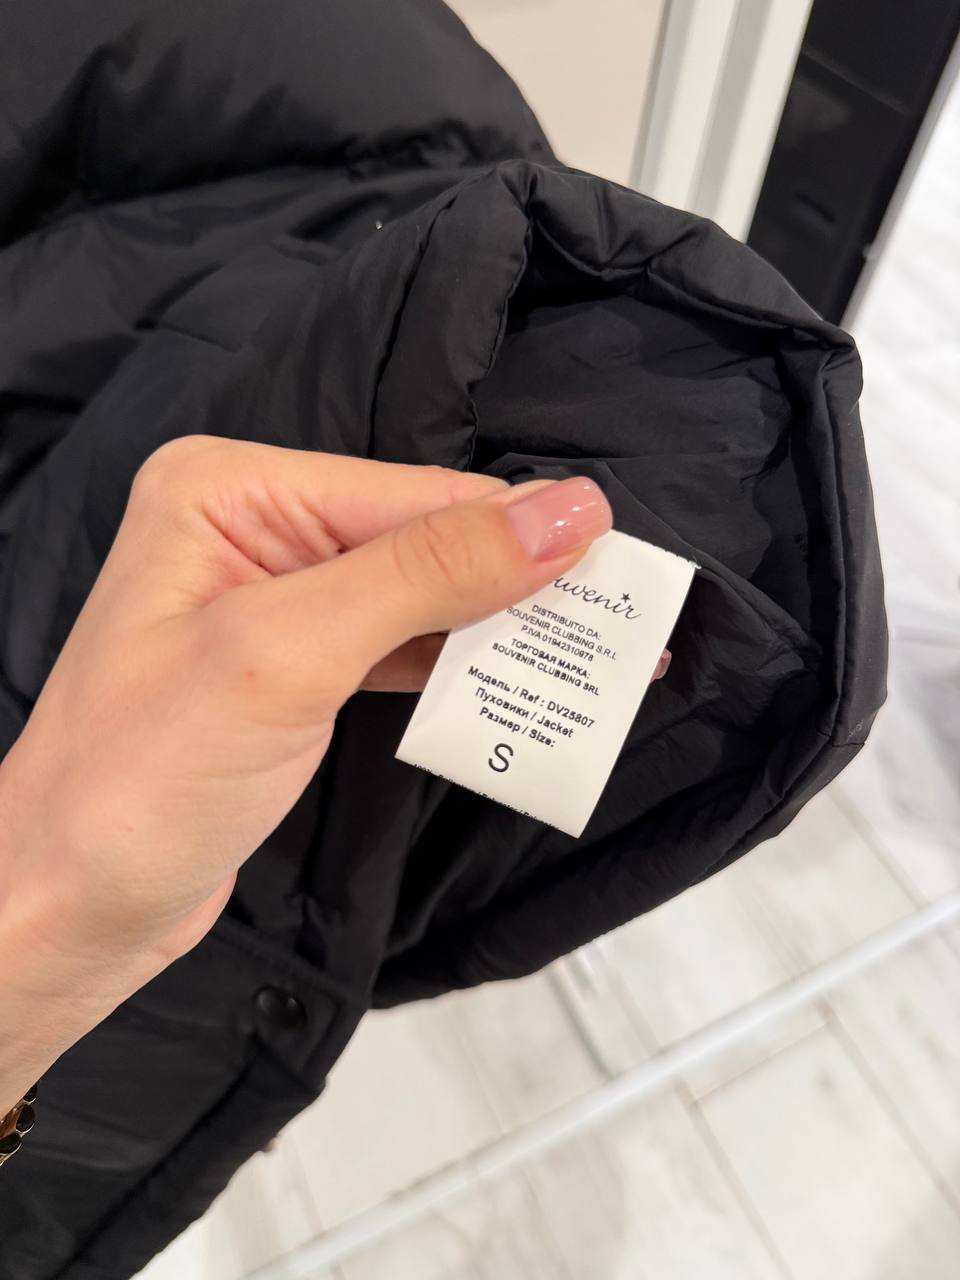 DISTRIBUITO DA:
SOUVENIR CLUBBING S.R.L
P.IVA 01942310978
ТОРГОВАЯ МАРКА:
SOUVENIR CLUBBING SRL
Модель / Ref : DV25807
Пуховики / Jacket
Размер / Size:
S